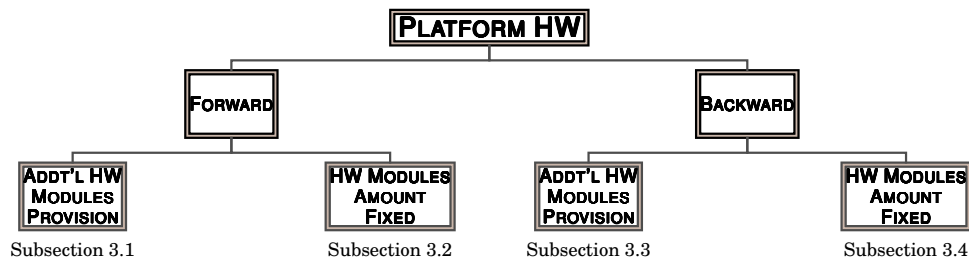 PLATFORM HW
FORWARD
BACKWARD
ADDT'L HW
MODULES
PROVISION
HW MODULES
AMOUNT
FIXED
ADDT'L HW
MODULES
PROVISION
HW MODULES
AMOUNT
FIXED
Subsection 3.1
Subsection 3.2
Subsection 3.3
Subsection 3.4